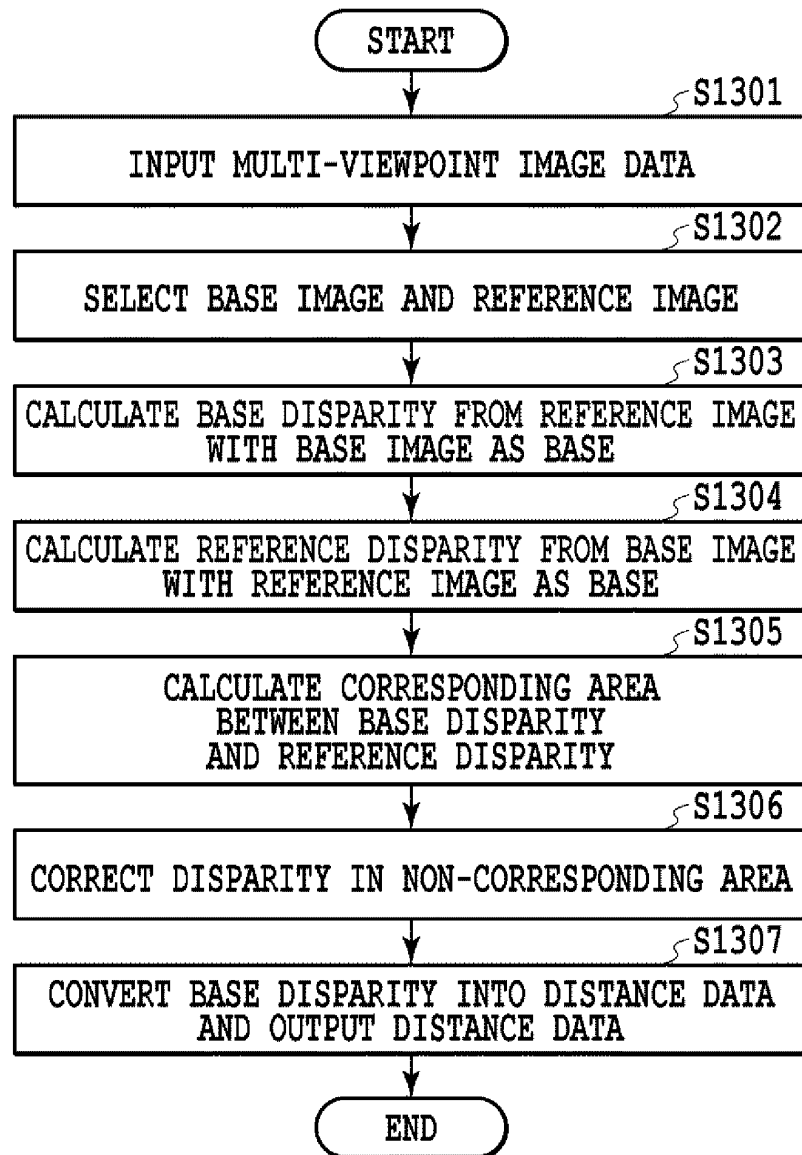 START
S1301
INPUT MULTI-VIEWPOINT IMAGE DATA
S1302
SELECT BASE IMAGE AND REFERENCE IMAGE
S1303
CALCULATE BASE DISPARITY FROM REFERENCE IMAGE
WITH BASE IMAGE AS BASE
S1304
CALCULATE REFERENCE DISPARITY FROM BASE IMAGE
WITH REFERENCE IMAGE AS BASE
S1305
CALCULATE CORRESPONDING AREA
BETWEEN BASE DISPARITY
AND REFERENCE DISPARITY
S1306
CORRECT DISPARITY IN NON-CORRESPONDING AREA
S1307
CONVERT BASE DISPARITY INTO DISTANCE DATA
AND OUTPUT DISTANCE DATA
END